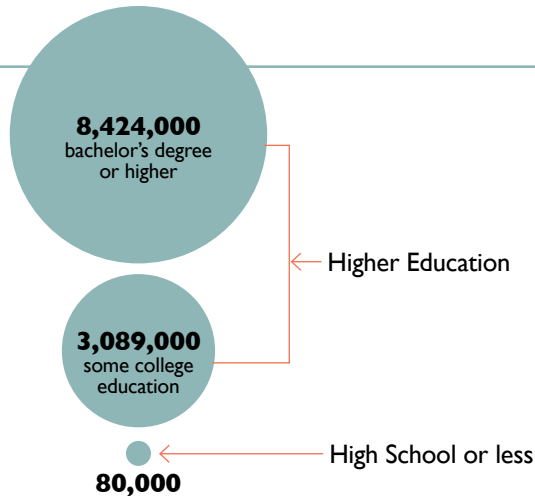 8,424,000
bachelor’s degree
or higher
Higher Education
3,089,000
some college
education
High School or less
80,000